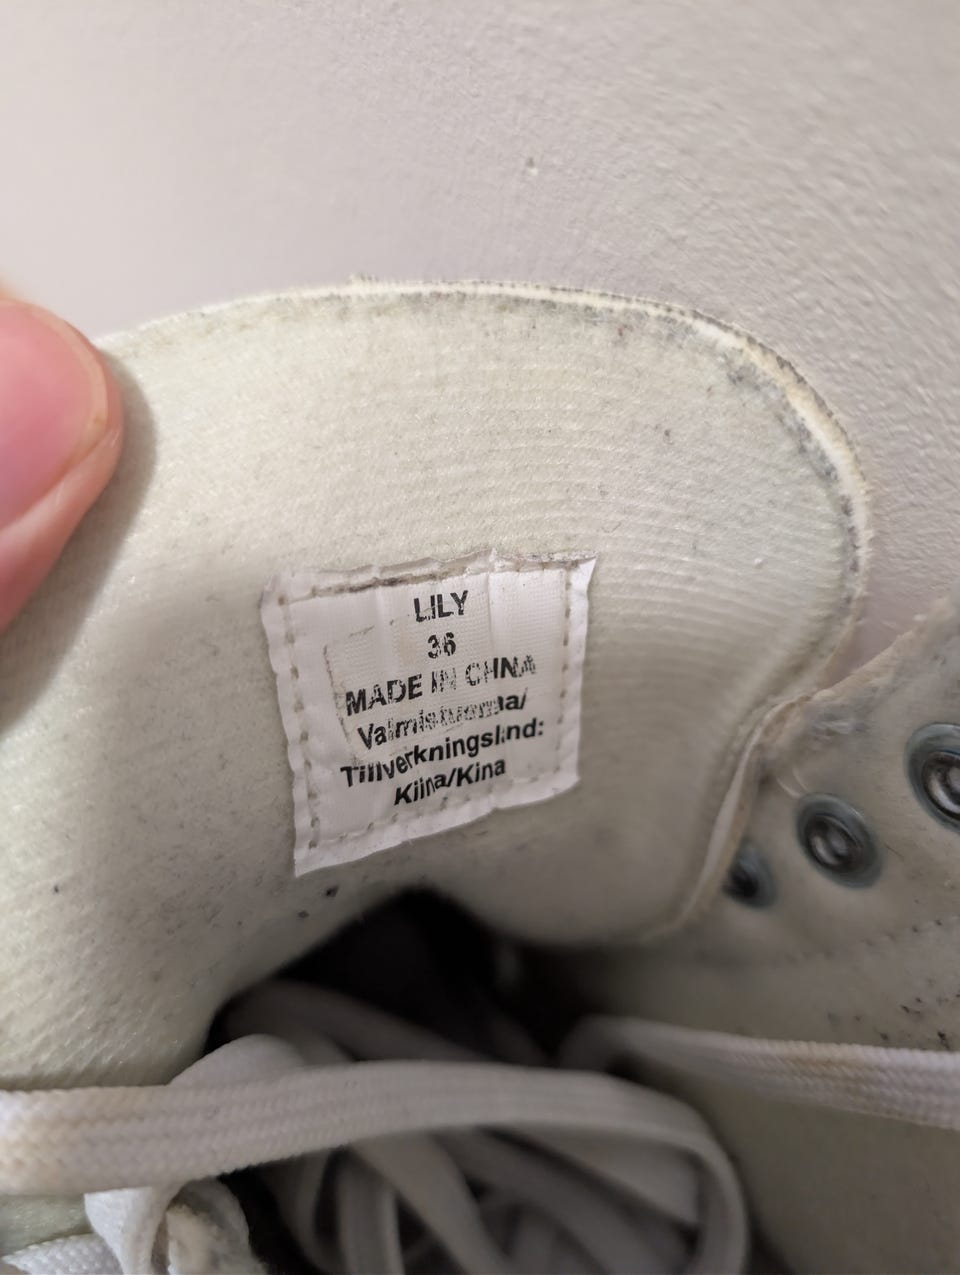 LILY
36
MADE IN CHINA
Valmistusmaa/
Tillverkningsland:
Kiina/Kina